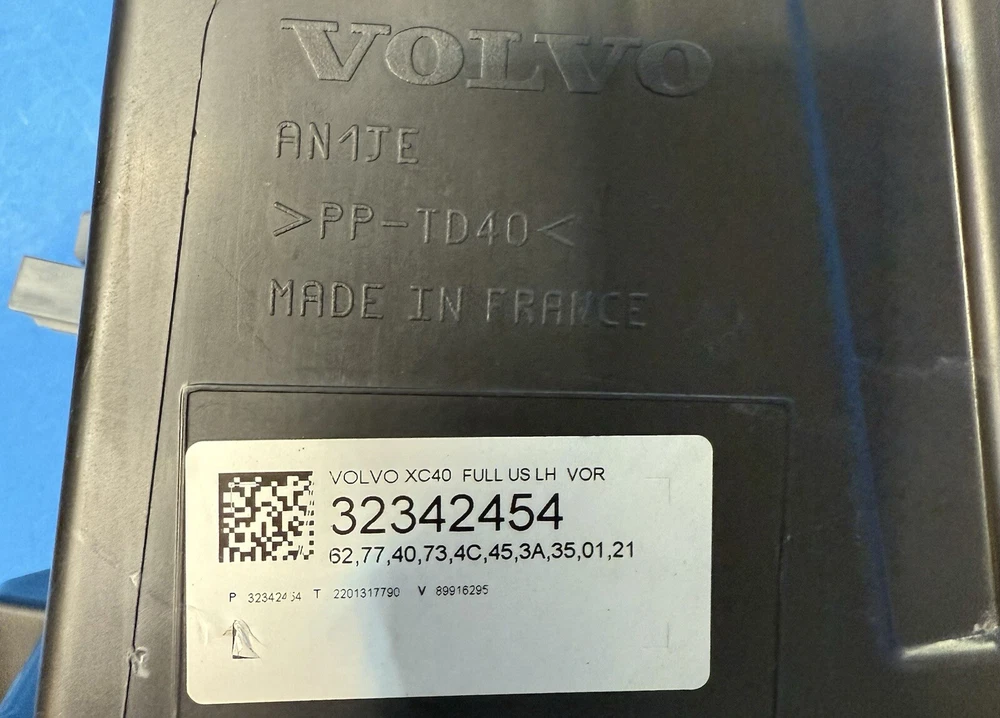 VOLVO
AN1JE
>PP-TD40<
MADE IN FRANCE
VOLVO XC40 FULL US LH VOR
32342454
62,77,40,73,4C,45,3A,35,01,21
P 32342454 T 2201317790 V 89916295